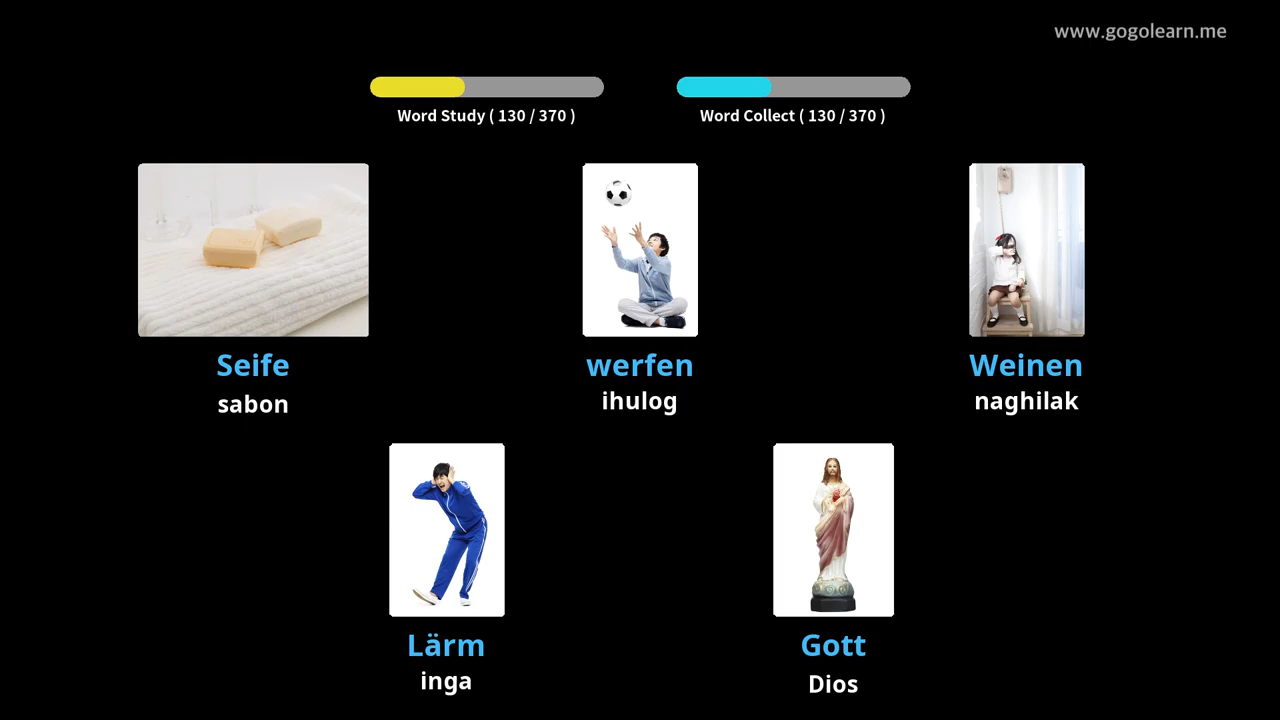 www.gogolearn.me
Word Study ( 130 / 370 )
Word Collect ( 130 / 370 )
Seife
sabon
werfen
ihulog
Weinen
naghilak
Lärm
inga
Gott
Dios